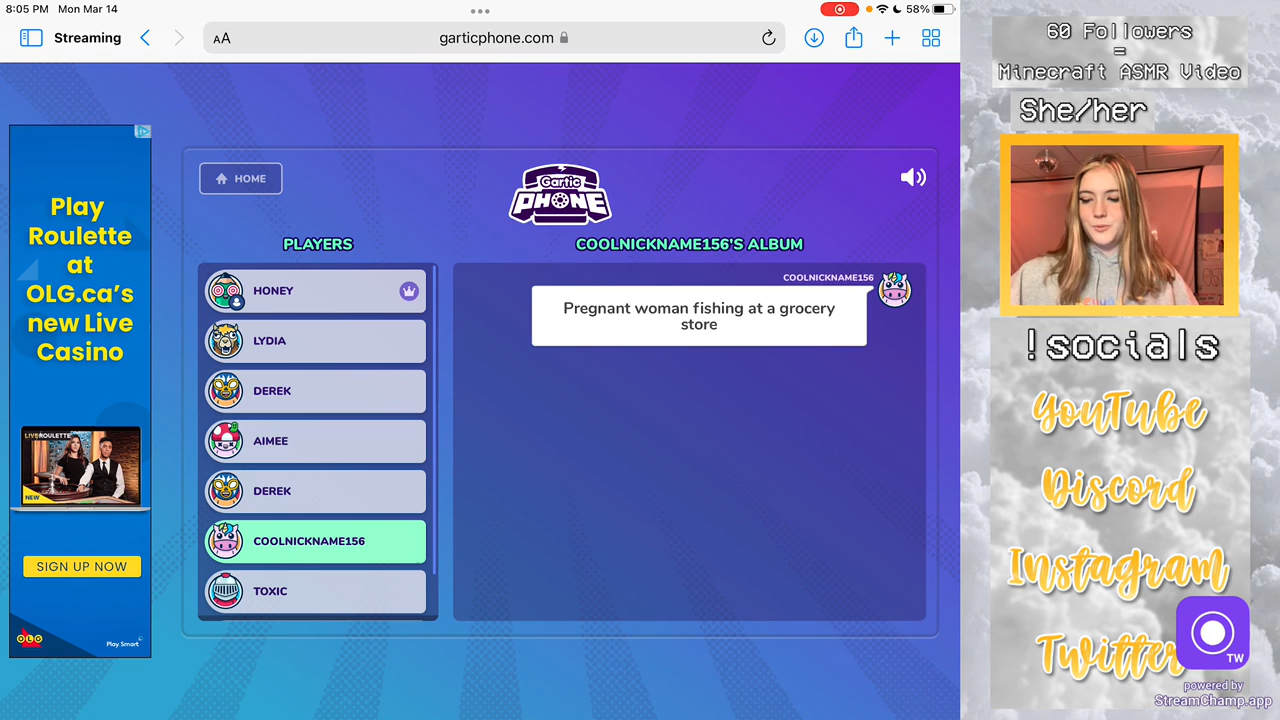 8:05 PM Mon Mar 14
58%
Streaming
AA
garticphone.com
HOME
Gartic
PHONE
PLAYERS
HONEY
LYDIA
DEREK
AIMEE
DEREK
COOLNICKNAME156
TOXIC
COOLNICKNAME156'S ALBUM
COOLNICKNAME156
Pregnant woman fishing at a grocery
store
Play
Roulette
at
OLG.ca's
new Live
Casino
LIVE ROULETTE
NEW
SIGN UP NOW
OLG
Play Smart
60 Followers
=
Minecraft ASMR Video
She/her
!socials
YouTube
Discord
Instagram
Twitter
TW
powered by
StreamChamp.app